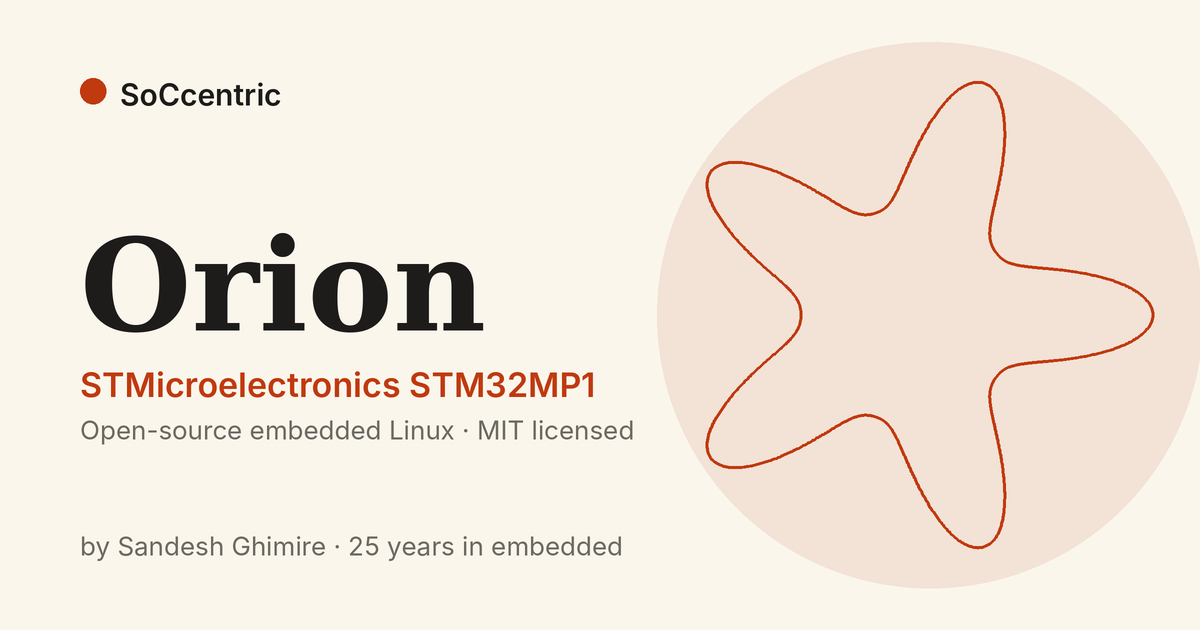 SoCcentric
Orion
STMicroelectronics STM32MP1
Open-source embedded Linux · MIT licensed
by Sandesh Ghimire · 25 years in embedded